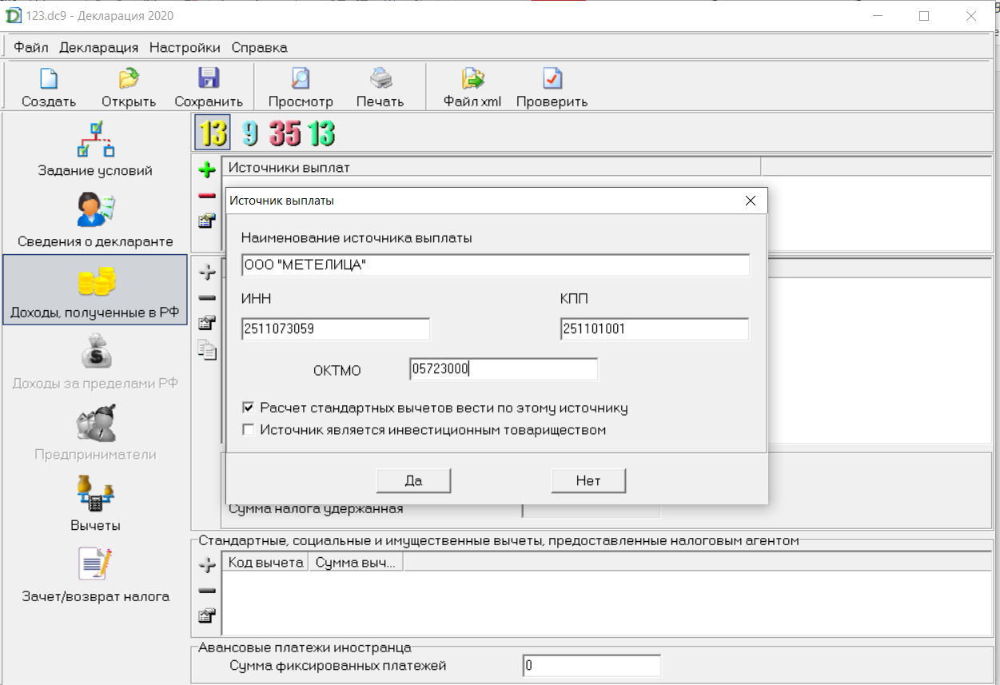 123.dc9 - Декларация 2020
Файл Декларация Настройки Справка
Создать Открыть Сохранить Просмотр Печать Файл xml Проверить
13 9 35 13
Задание условий
Сведения о декларанте
Доходы, полученные в РФ
Доходы за пределами РФ
Предприниматели
Вычеты
Зачет/возврат налога
Источники выплат
Источник выплаты
Наименование источника выплаты
ООО "МЕТЕЛИЦА"
ИНН КПП
2511073059 251101001
ОКТМО 05723000
Расчет стандартных вычетов вести по этому источнику
Источник является инвестиционным товариществом
Да Нет
Сумма налога удержанная
Стандартные, социальные и имущественные вычеты, предоставленные налоговым агентом
Код вычета Сумма выч...
Авансовые платежи иностранца
Сумма фиксированных платежей 0